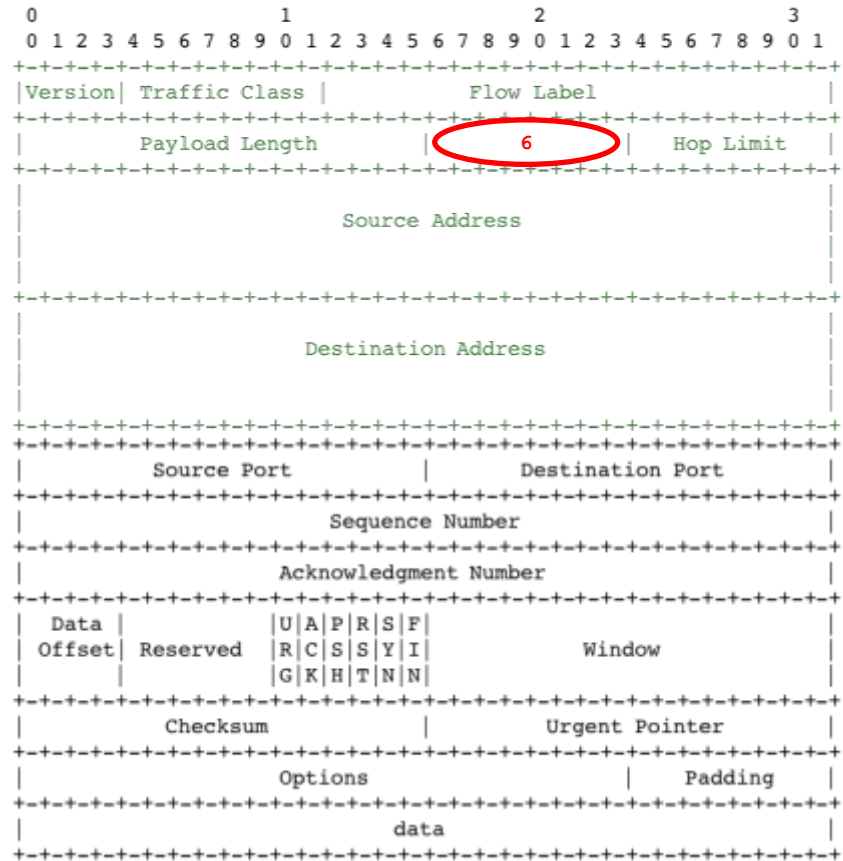 0                   1                   2                   3
0 1 2 3 4 5 6 7 8 9 0 1 2 3 4 5 6 7 8 9 0 1 2 3 4 5 6 7 8 9 0 1
+-+-+-+-+-+-+-+-+-+-+-+-+-+-+-+-+-+-+-+-+-+-+-+-+-+-+-+-+-+-+-+-+
|Version| Traffic Class | Flow Label |
+-+-+-+-+-+-+-+-+-+-+-+-+-+-+-+-+-+-+-+-+-+-+-+-+-+-+-+-+-+-+-+-+
| Payload Length | 6 | Hop Limit |
+-+-+-+-+-+-+-+-+-+-+-+-+-+-+-+-+-+-+-+-+-+-+-+-+-+-+-+-+-+-+-+-+
| |
| Source Address |
| |
| |
+-+-+-+-+-+-+-+-+-+-+-+-+-+-+-+-+-+-+-+-+-+-+-+-+-+-+-+-+-+-+-+-+
| |
| Destination Address |
| |
| |
+-+-+-+-+-+-+-+-+-+-+-+-+-+-+-+-+-+-+-+-+-+-+-+-+-+-+-+-+-+-+-+-+
+-+-+-+-+-+-+-+-+-+-+-+-+-+-+-+-+-+-+-+-+-+-+-+-+-+-+-+-+-+-+-+-+
| Source Port | Destination Port |
+-+-+-+-+-+-+-+-+-+-+-+-+-+-+-+-+-+-+-+-+-+-+-+-+-+-+-+-+-+-+-+-+
| Sequence Number |
+-+-+-+-+-+-+-+-+-+-+-+-+-+-+-+-+-+-+-+-+-+-+-+-+-+-+-+-+-+-+-+-+
| Acknowledgment Number |
+-+-+-+-+-+-+-+-+-+-+-+-+-+-+-+-+-+-+-+-+-+-+-+-+-+-+-+-+-+-+-+-+
| Data | |U|A|P|R|S|F| |
| Offset| Reserved |R|C|S|S|Y|I| Window |
| | |G|K|H|T|N|N| |
+-+-+-+-+-+-+-+-+-+-+-+-+-+-+-+-+-+-+-+-+-+-+-+-+-+-+-+-+-+-+-+-+
| Checksum | Urgent Pointer |
+-+-+-+-+-+-+-+-+-+-+-+-+-+-+-+-+-+-+-+-+-+-+-+-+-+-+-+-+-+-+-+-+
| Options | Padding |
+-+-+-+-+-+-+-+-+-+-+-+-+-+-+-+-+-+-+-+-+-+-+-+-+-+-+-+-+-+-+-+-+
| data |
+-+-+-+-+-+-+-+-+-+-+-+-+-+-+-+-+-+-+-+-+-+-+-+-+-+-+-+-+-+-+-+-+